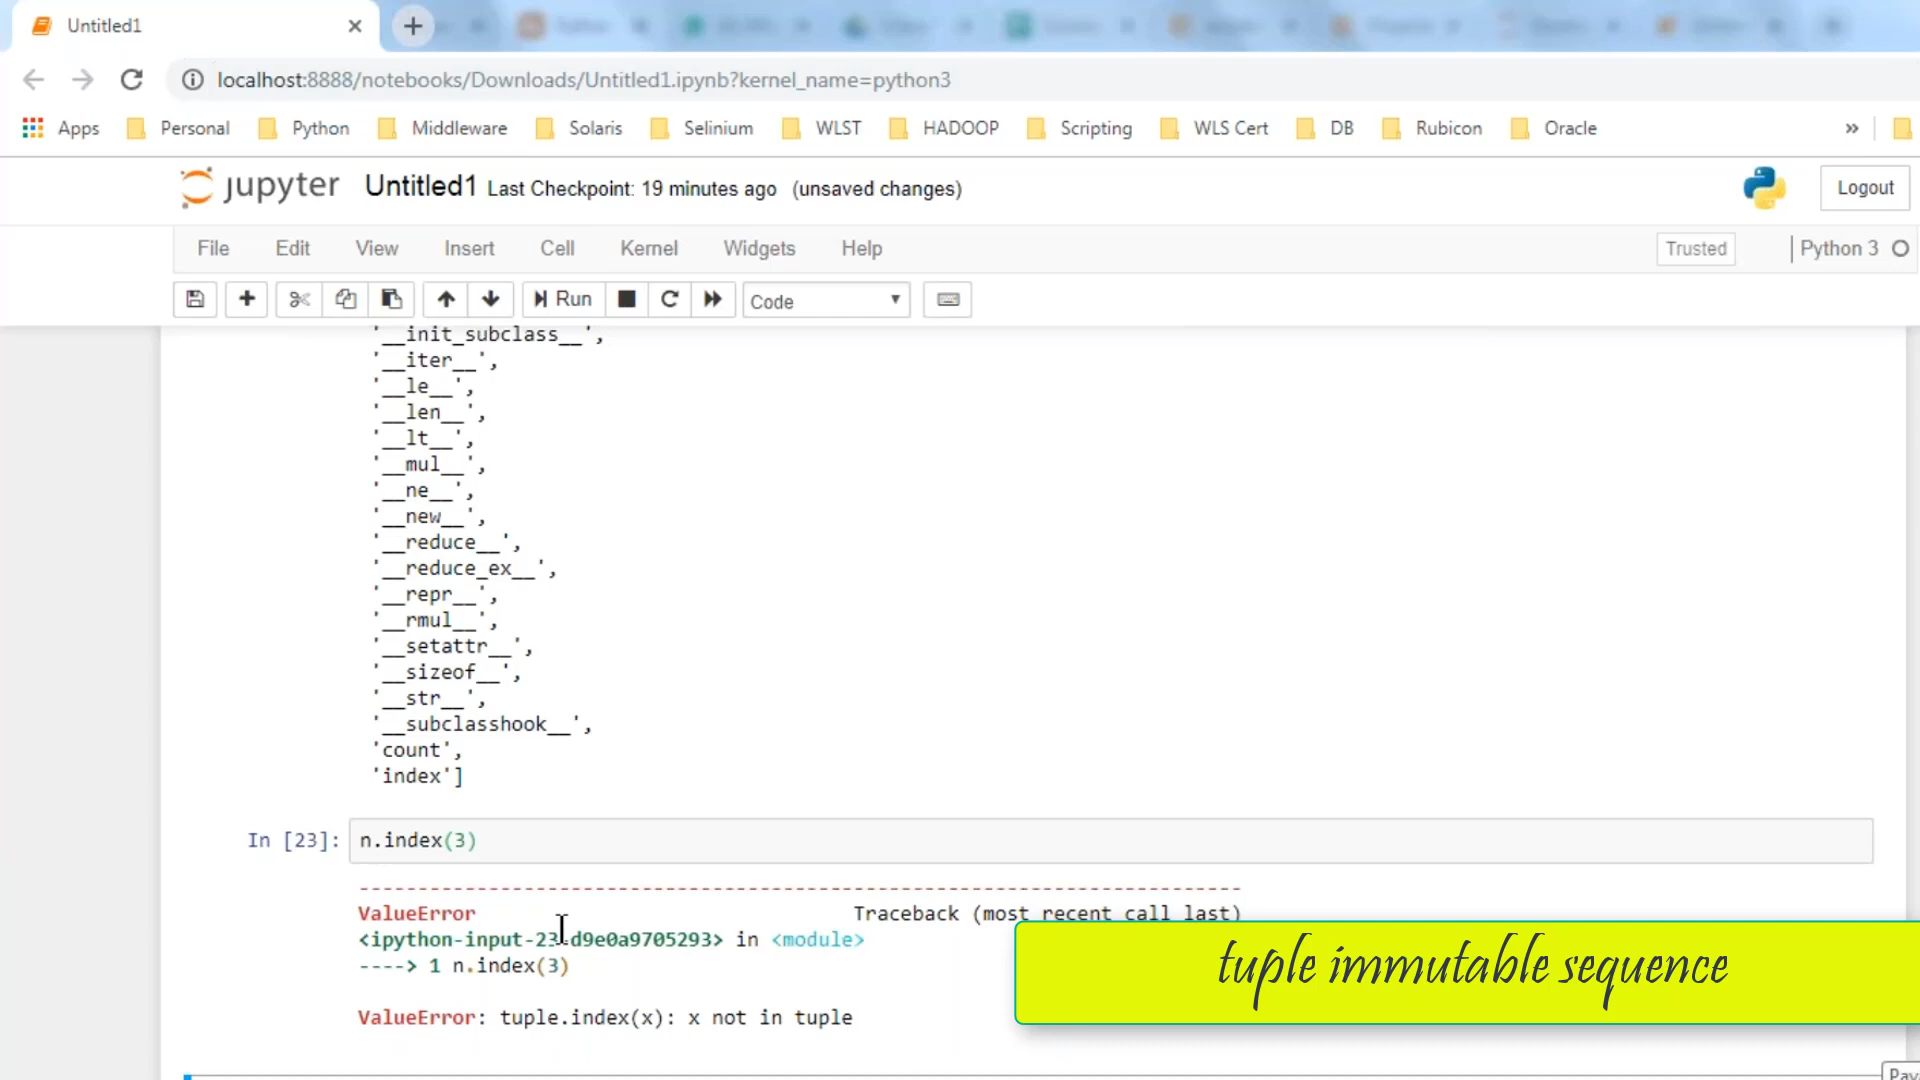 Untitled1
localhost:8888/notebooks/Downloads/Untitled1.ipynb?kernel_name=python3
Apps Personal Python Middleware Solaris Selinium WLST HADOOP Scripting WLS Cert DB Rubicon Oracle »
jupyter Untitled1 Last Checkpoint: 19 minutes ago (unsaved changes)
Logout
File Edit View Insert Cell Kernel Widgets Help Trusted Python 3
Run Code
'__init_subclass__',
'__iter__',
'__le__',
'__len__',
'__lt__',
'__mul__',
'__ne__',
'__new__',
'__reduce__',
'__reduce_ex__',
'__repr__',
'__rmul__',
'__setattr__',
'__sizeof__',
'__str__',
'__subclasshook__',
'count',
'index']
In [23]: n.index(3)
---------------------------------------------------------------------------
ValueError Traceback (most recent call last)
<ipython-input-23-d9e0a9705293> in <module>
----> 1 n.index(3)
ValueError: tuple.index(x): x not in tuple
tuple immutable sequence